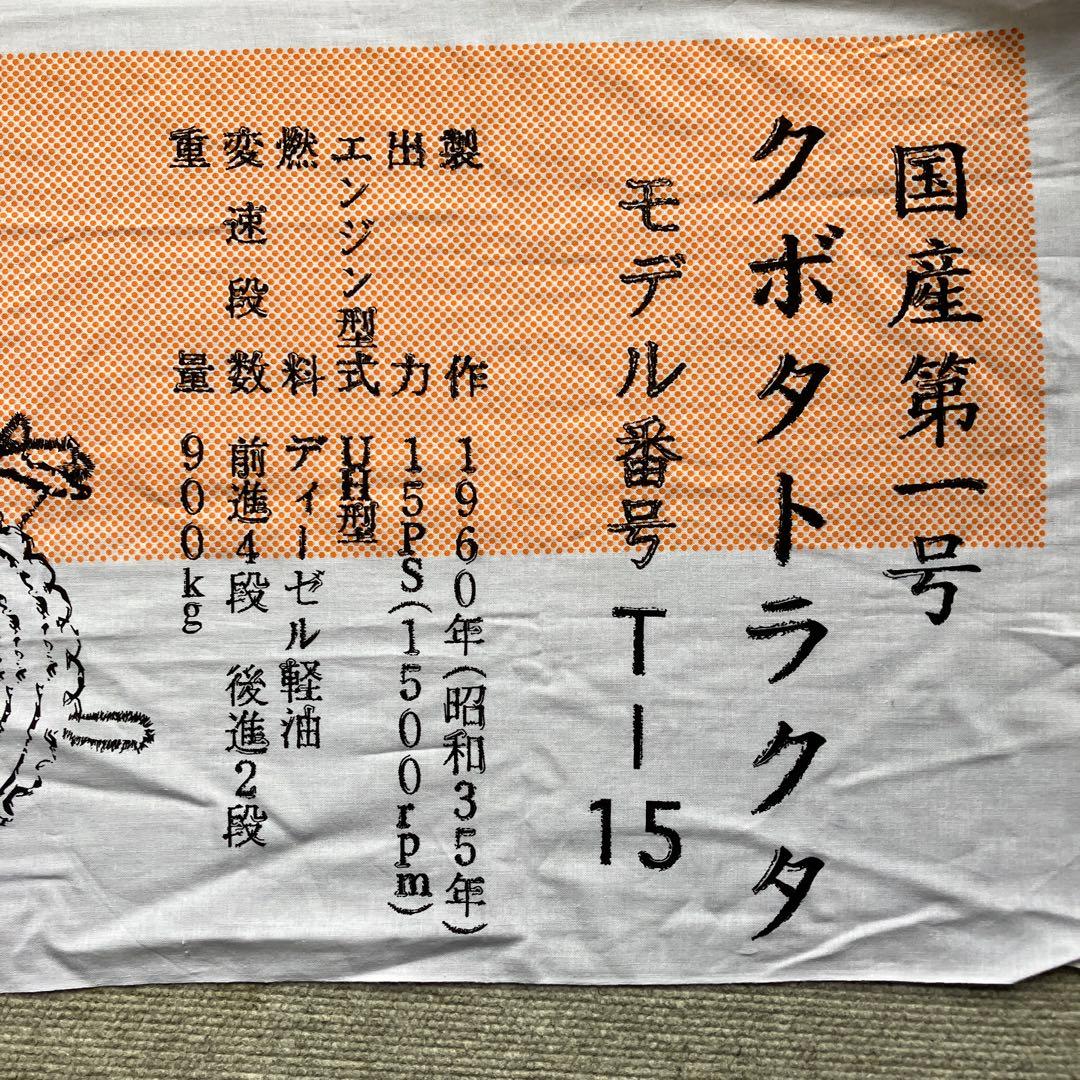 国産第一号
クボタトラクタ
モデル番号 T－15
製作 1960年(昭和35年)
出力 15PS(1500rpm)
エンジン型式 UH型
燃料 ディーゼル軽油
変速段数 前進4段 後進2段
重量 900kg